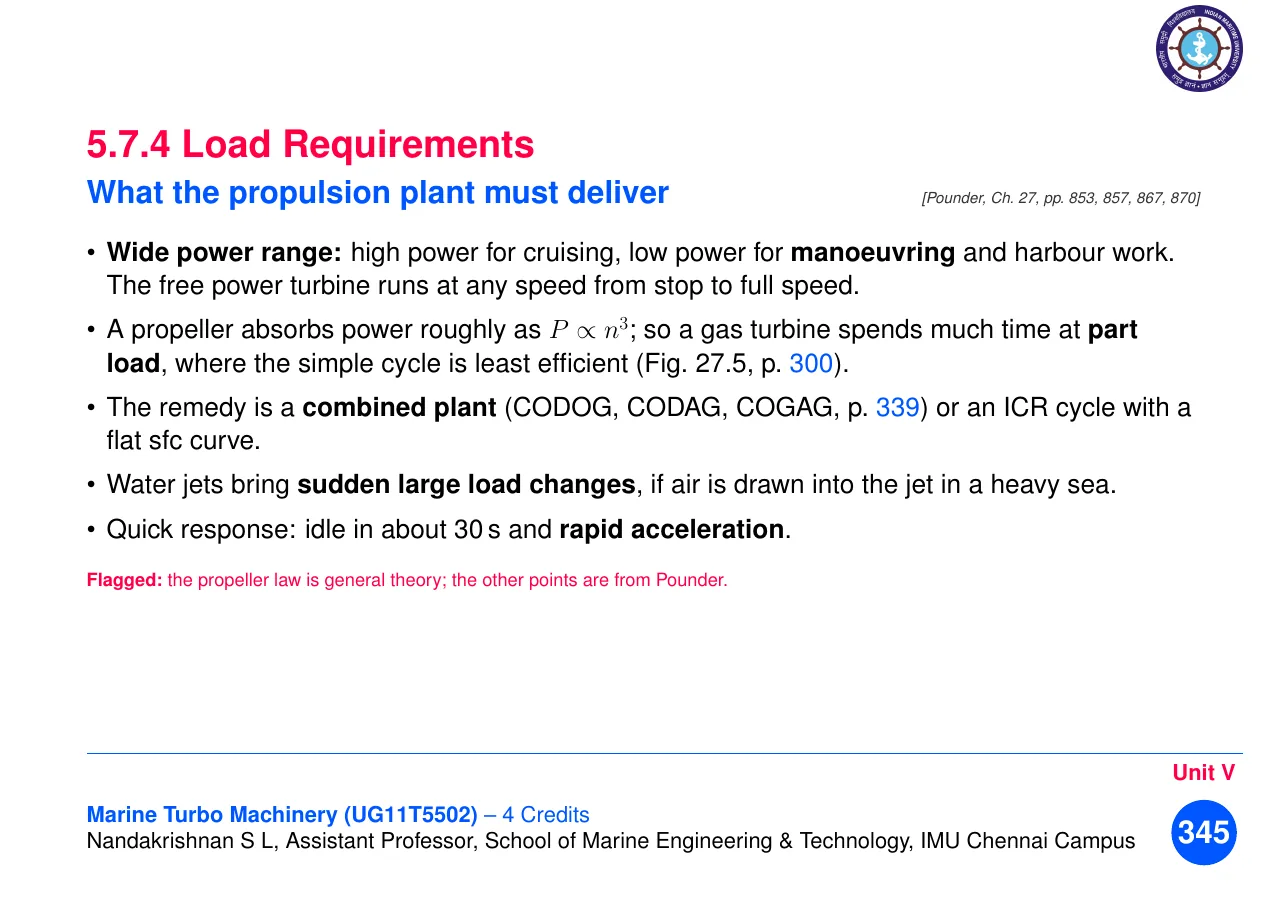 INDIAN MARITIME UNIVERSITY
5.7.4 Load Requirements
What the propulsion plant must deliver
[Pounder, Ch. 27, pp. 853, 857, 867, 870]
• Wide power range: high power for cruising, low power for manoeuvring and harbour work.
The free power turbine runs at any speed from stop to full speed.
• A propeller absorbs power roughly as P ∝ n³; so a gas turbine spends much time at part
load, where the simple cycle is least efficient (Fig. 27.5, p. 300).
• The remedy is a combined plant (CODOG, CODAG, COGAG, p. 339) or an ICR cycle with a
flat sfc curve.
• Water jets bring sudden large load changes, if air is drawn into the jet in a heavy sea.
• Quick response: idle in about 30 s and rapid acceleration.
Flagged: the propeller law is general theory; the other points are from Pounder.
Unit V
Marine Turbo Machinery (UG11T5502) – 4 Credits
Nandakrishnan S L, Assistant Professor, School of Marine Engineering & Technology, IMU Chennai Campus
345